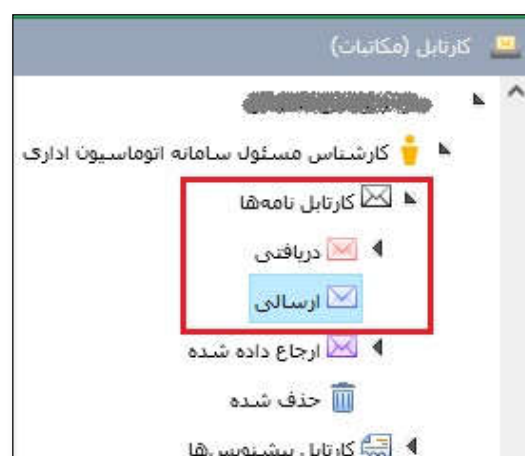 کارتابل (مکاتبات)
کارشناس مسئول سامانه اتوماسیون اداری
کارتابل نامه‌ها
دریافتی
ارسالی
ارجاع داده شده
حذف شده
کارتابل پیشنویس‌ها